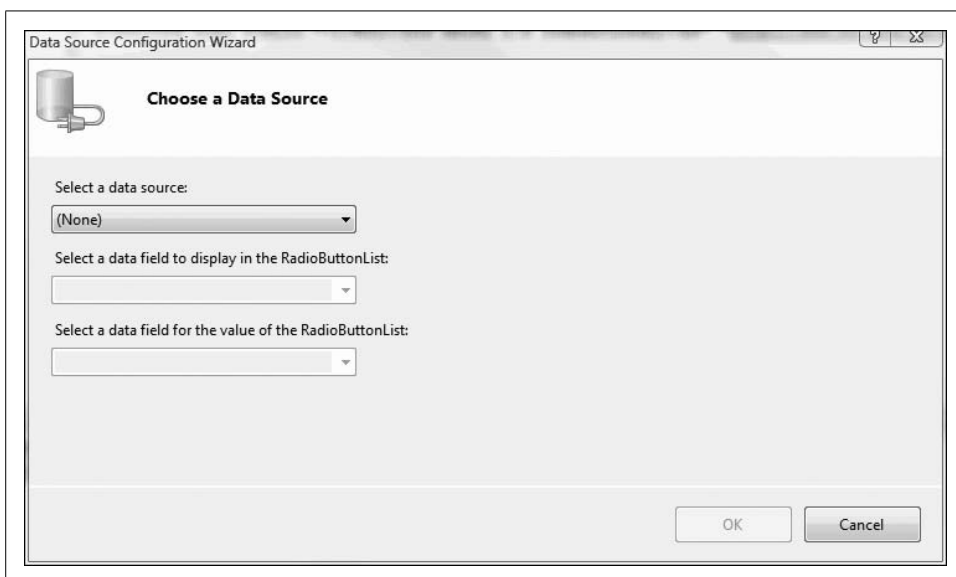 Data Source Configuration Wizard
Choose a Data Source
Select a data source:
(None)
Select a data field to display in the RadioButtonList:
Select a data field for the value of the RadioButtonList:
OK
Cancel